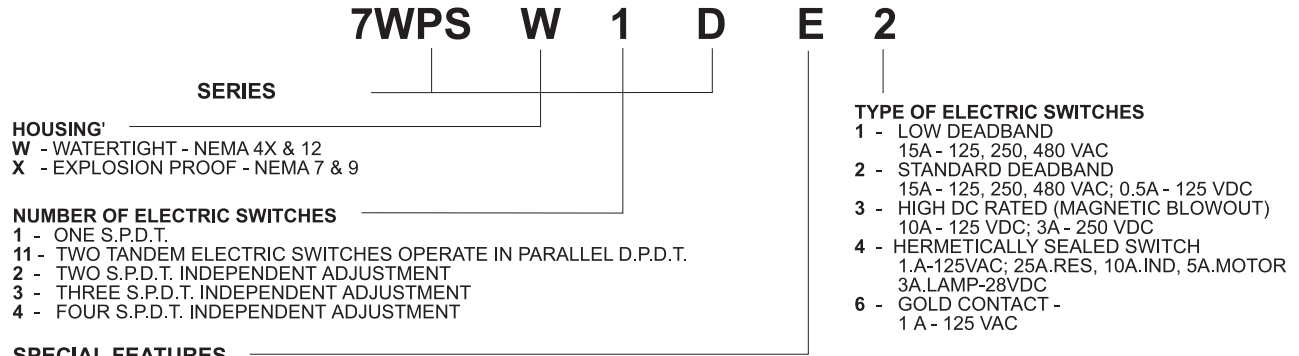 7WPS W 1 D E 2
SERIES
HOUSING'
W - WATERTIGHT - NEMA 4X & 12
X - EXPLOSION PROOF - NEMA 7 & 9
NUMBER OF ELECTRIC SWITCHES
1 - ONE S.P.D.T.
11 - TWO TANDEM ELECTRIC SWITCHES OPERATE IN PARALLEL D.P.D.T.
2 - TWO S.P.D.T. INDEPENDENT ADJUSTMENT
3 - THREE S.P.D.T. INDEPENDENT ADJUSTMENT
4 - FOUR S.P.D.T. INDEPENDENT ADJUSTMENT
SPECIAL FEATURES
TYPE OF ELECTRIC SWITCHES
1 - LOW DEADBAND
15A - 125, 250, 480 VAC
2 - STANDARD DEADBAND
15A - 125, 250, 480 VAC; 0.5A - 125 VDC
3 - HIGH DC RATED (MAGNETIC BLOWOUT)
10A - 125 VDC; 3A - 250 VDC
4 - HERMETICALLY SEALED SWITCH
1.A-125VAC; 25A.RES, 10A.IND, 5A.MOTOR
3A.LAMP-28VDC
6 - GOLD CONTACT -
1 A - 125 VAC